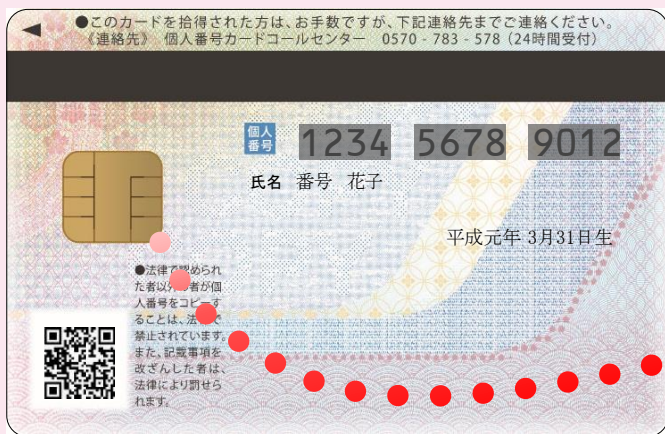 ●このカードを拾得された方は、お手数ですが、下記連絡先までご連絡ください。
《連絡先》 個人番号カードコールセンター 0570-783-578（24時間受付）
個人
番号
1234 5678 9012
氏名 番号 花子
平成元年 3月31日生
●法律で認められ
た者以外の者が個
人番号をコピーす
ることは、法律で
禁止されています。
また、記載事項を
改ざんした者は、
法律により罰せら
れます。